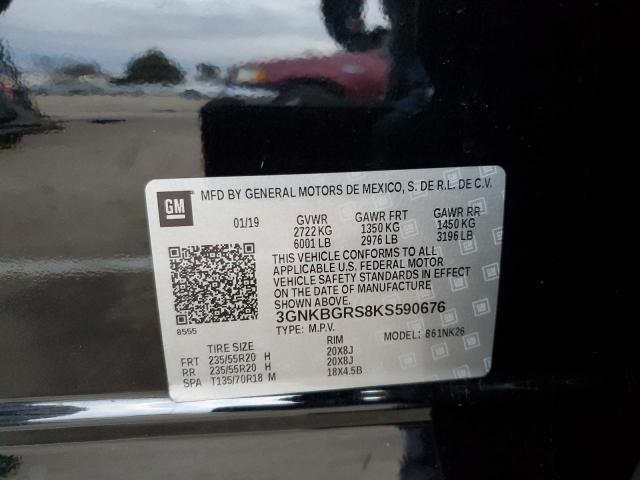 GM
MFD BY GENERAL MOTORS DE MEXICO, S. DE R.L. DE C.V.
01/19 GVWR GAWR FRT GAWR RR
2722 KG 1350 KG 1450 KG
6001 LB 2976 LB 3196 LB
THIS VEHICLE CONFORMS TO ALL
APPLICABLE U.S. FEDERAL MOTOR
VEHICLE SAFETY STANDARDS IN EFFECT
ON THE DATE OF MANUFACTURE
SHOWN ABOVE.
3GNKBGRS8KS590676
8555
TYPE: M.P.V. MODEL: 861NK26
TIRE SIZE RIM
FRT 235/55R20 H 20X8J
RR 235/55R20 H 20X8J
SPA T135/70R18 M 18X4.5B